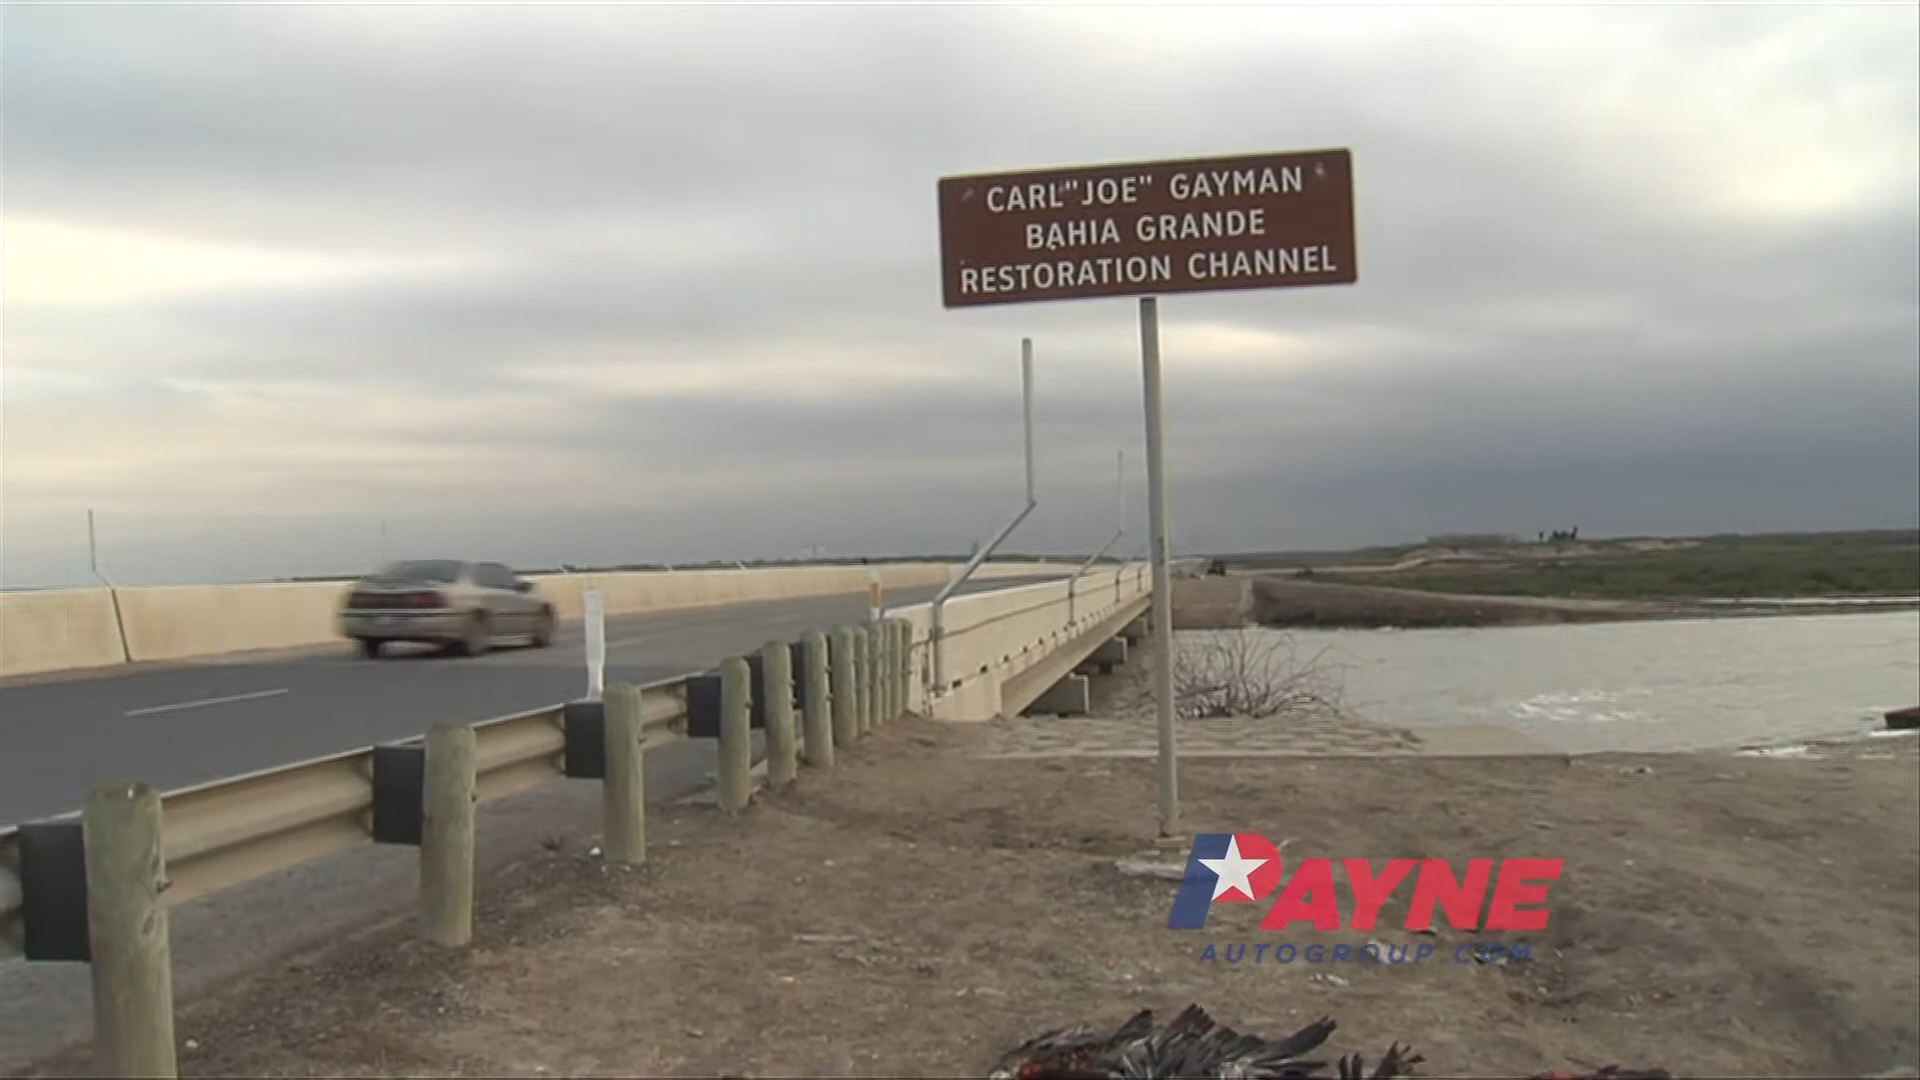 CARL "JOE" GAYMAN
BAHIA GRANDE
RESTORATION CHANNEL
PAYNE
AUTOGROUP.COM